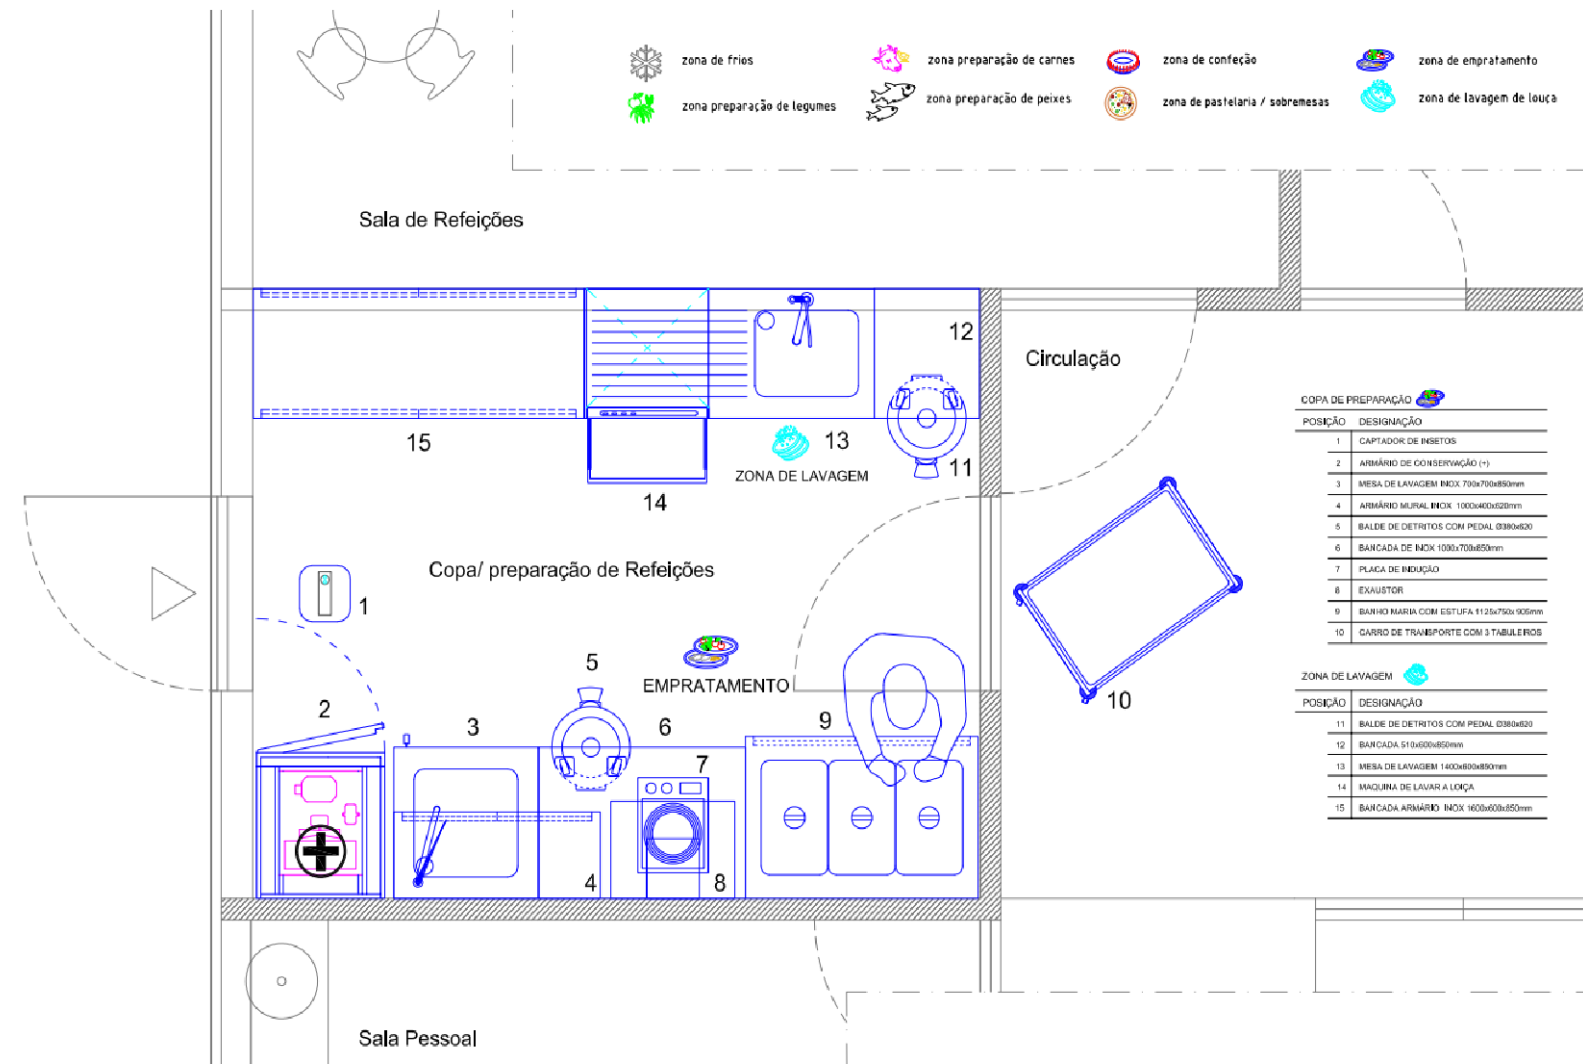 zona de frios
zona preparação de carnes
zona de confeção
zona de empratamento
zona preparação de legumes
zona preparação de peixes
zona de pastelaria / sobremesas
zona de lavagem de louça
Sala de Refeições
12
Circulação
15
13
11
ZONA DE LAVAGEM
14
Copa/ preparação de Refeições
1
5
EMPRATAMENTO
10
2
3
6
9
7
4
8
Sala Pessoal
COPA DE PREPARAÇÃO
POSIÇÃO DESIGNAÇÃO
1 CAPTADOR DE INSETOS
2 ARMÁRIO DE CONSERVAÇÃO (+)
3 MESA DE LAVAGEM INOX 700x700x850mm
4 ARMÁRIO MURAL INOX 1000x400x620mm
5 BALDE DE DETRITOS COM PEDAL Ø380x620
6 BANCADA DE INOX 1000x700x850mm
7 PLACA DE INDUÇÃO
8 EXAUSTOR
9 BANHO MARIA COM ESTUFA 1125x750x905mm
10 CARRO DE TRANSPORTE COM 3 TABULEIROS
ZONA DE LAVAGEM
POSIÇÃO DESIGNAÇÃO
11 BALDE DE DETRITOS COM PEDAL Ø380x620
12 BANCADA 510x600x850mm
13 MESA DE LAVAGEM 1400x600x850mm
14 MAQUINA DE LAVAR A LOIÇA
15 BANCADA ARMÁRIO INOX 1600x600x850mm